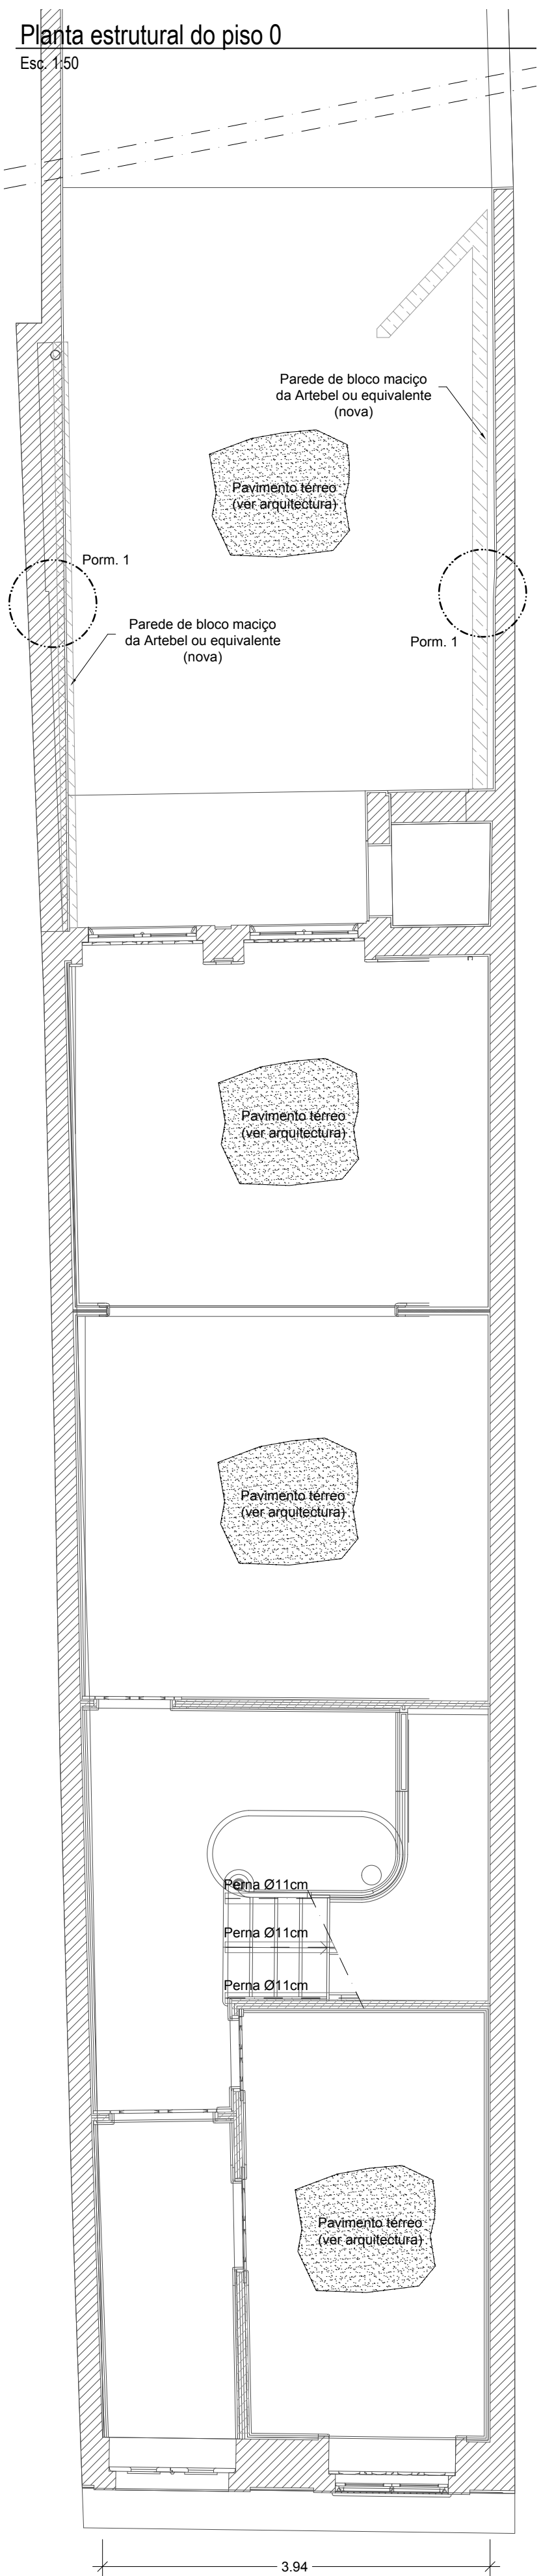 Planta estrutural do piso 0
Esc. 1:50
Parede de bloco maciço
da Artebel ou equivalente
(nova)
Pavimento térreo
(ver arquitectura)
Porm. 1
Parede de bloco maciço
da Artebel ou equivalente
(nova)
Porm. 1
Pavimento térreo
(ver arquitectura)
Pavimento térreo
(ver arquitectura)
Perna Ø11cm
Perna Ø11cm
Perna Ø11cm
Pavimento térreo
(ver arquitectura)
3.94